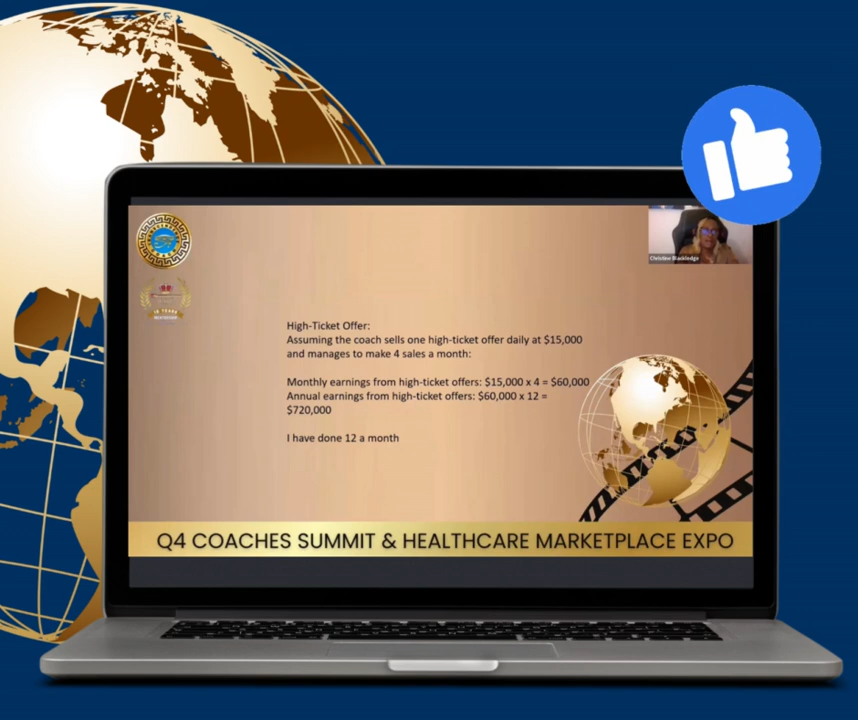 Christine Blackledge
High-Ticket Offer:
Assuming the coach sells one high-ticket offer daily at $15,000
and manages to make 4 sales a month:
Monthly earnings from high-ticket offers: $15,000 x 4 = $60,000
Annual earnings from high-ticket offers: $60,000 x 12 =
$720,000
I have done 12 a month
Q4 COACHES SUMMIT & HEALTHCARE MARKETPLACE EXPO